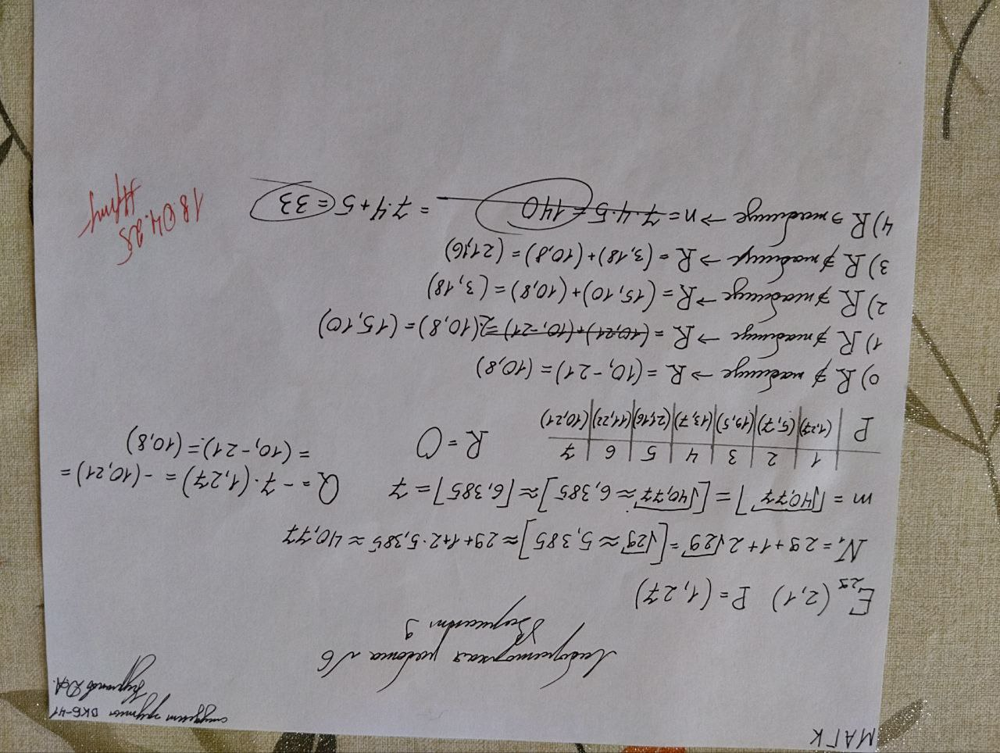 МАГК
студент группы ОКБ-41
Лабораторная работа №6
Вариант 9
E₂₉ (2,1) P = (1,27)
N₁ = 29+1+2√29 = [√29 ≈ 5,385] ≈ 29+1+2·5,385 ≈ 40,77
m = ⌈√40,77⌉ = [√40,77 ≈ 6,385] ≈ ⌈6,385⌉ = 7
Q = -7·(1,27) = -(10,21) =
= (10,-21) = (10,8)
1 2 3 4 5 6 7
P (1,27) (5,7) (19,5) (13,7) (21,16) (11,22) (10,21)
R = O
0) R ∉ таблице → R = (10,-21) = (10,8)
1) R ∉ таблице → R = (10,21)+(10,-21) = 2(10,8) = (15,10)
2) R ∉ таблице → R = (15,10)+(10,8) = (3,18)
3) R ∉ таблице → R = (3,18)+(10,8) = (21,16)
4) R ∈ таблице → n = 7·4·5 = 140 = 7·4+5 = 33
18.04.25